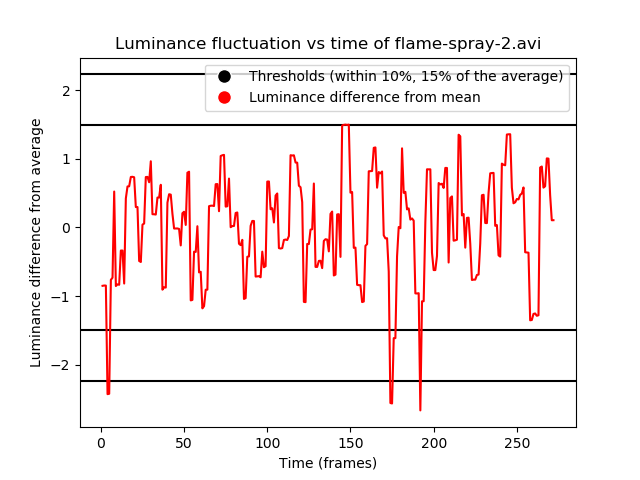 Luminance fluctuation vs time of flame-spray-2.avi
Thresholds (within 10%, 15% of the average)
Luminance difference from mean
Luminance difference from average
2
1
0
−1
−2
0
50
100
150
200
250
Time (frames)